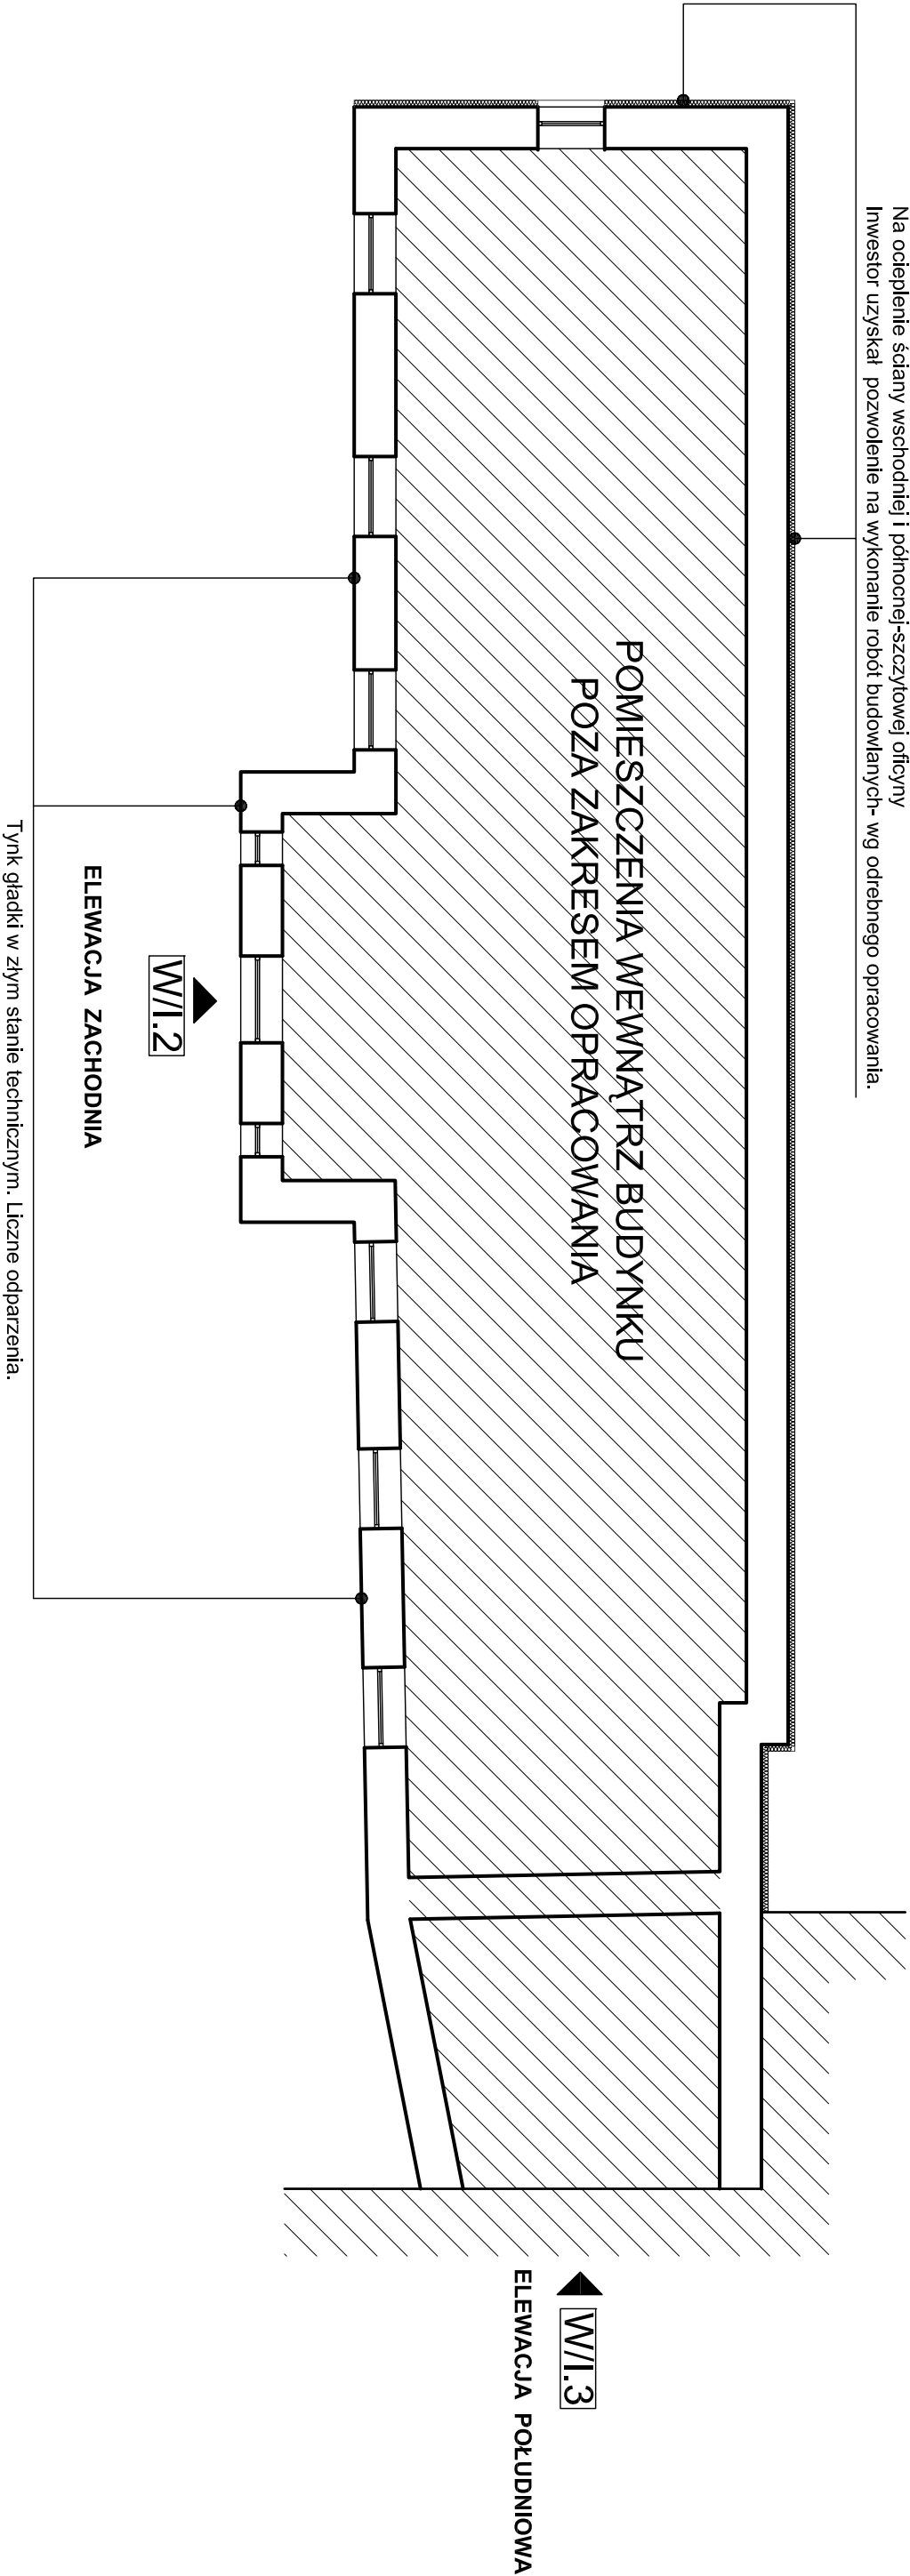 Na ocieplenie ściany wschodniej i północnej-szczytowej oficyny
Inwestor uzyskał pozwolenie na wykonanie robót budowlanych- wg odrebnego opracowania.
POMIESZCZENIA WEWNĄTRZ BUDYNKU
POZA ZAKRESEM OPRACOWANIA
W/I.2
ELEWACJA ZACHODNIA
Tynk gładki w złym stanie technicznym. Liczne odparzenia.
W/I.3
ELEWACJA POŁUDNIOWA